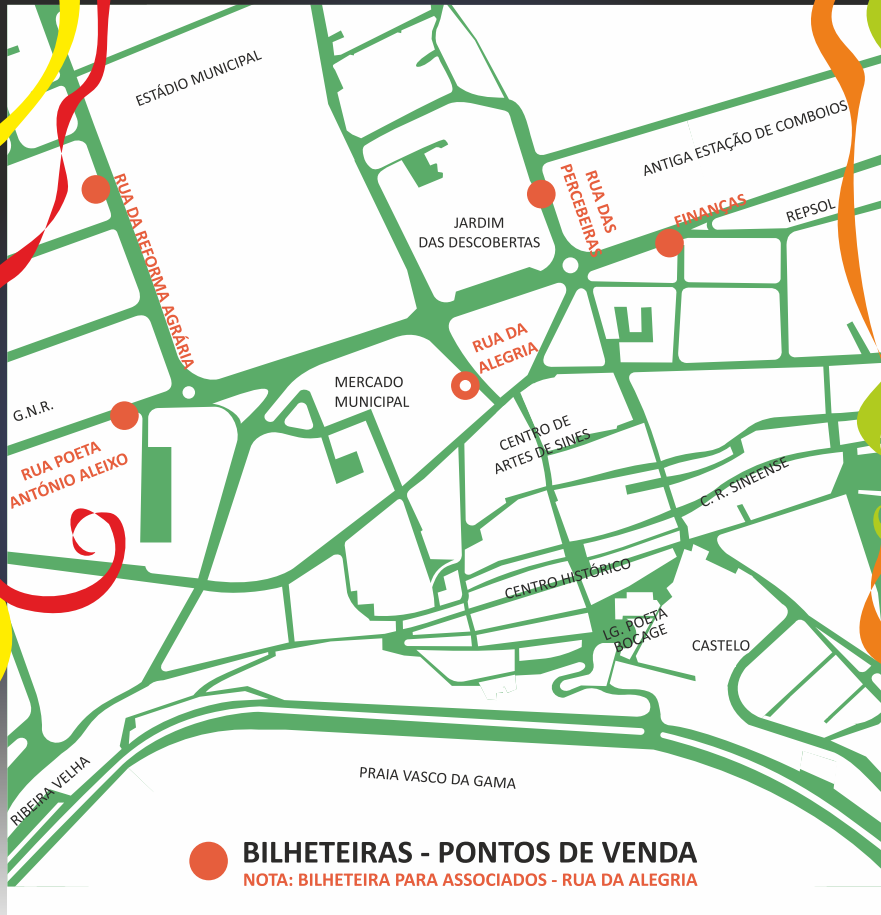 ESTÁDIO MUNICIPAL
ANTIGA ESTAÇÃO DE COMBOIOS
RUA DA REFORMA AGRÁRIA
RUA DAS
PERCEBEIRAS
FINANÇAS
REPSOL
JARDIM
DAS DESCOBERTAS
RUA DA
ALEGRIA
MERCADO
MUNICIPAL
G.N.R.
RUA POETA
ANTÓNIO ALEIXO
CENTRO DE
ARTES DE SINES
C. R. SINEENSE
CENTRO HISTÓRICO
LG. POETA
BOCAGE
CASTELO
RIBEIRA VELHA
PRAIA VASCO DA GAMA
BILHETEIRAS - PONTOS DE VENDA
NOTA: BILHETEIRA PARA ASSOCIADOS - RUA DA ALEGRIA